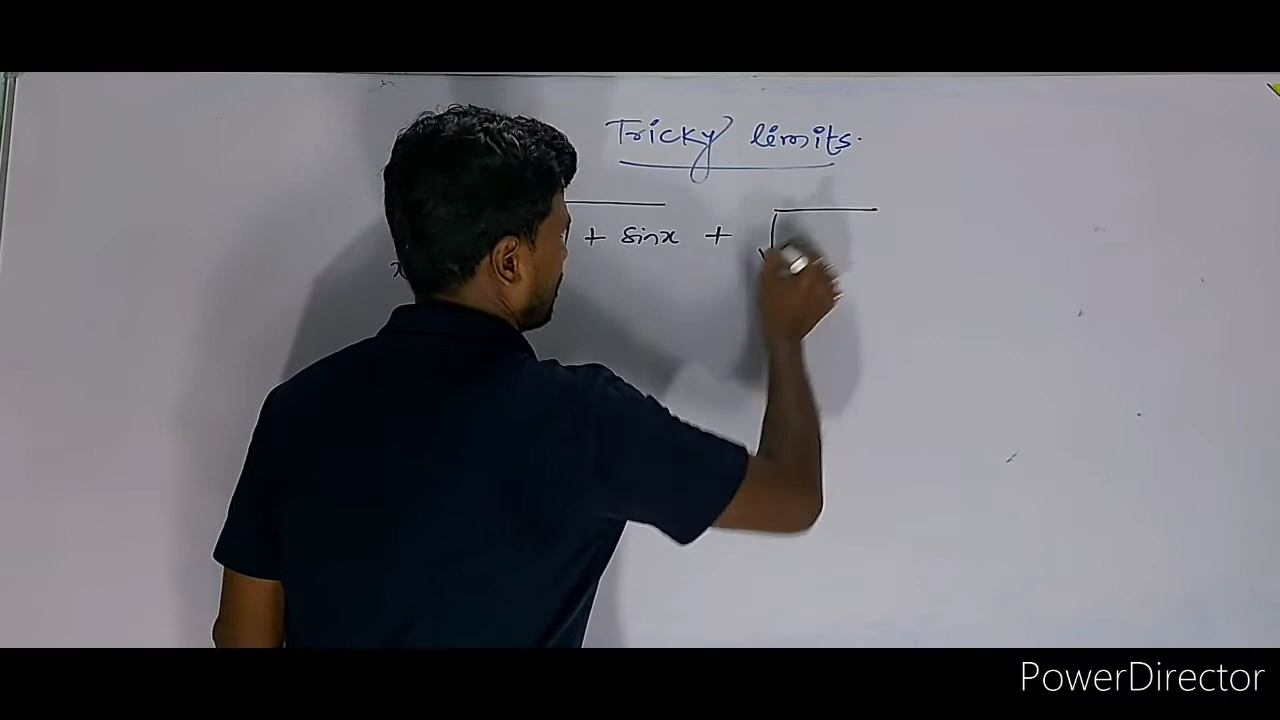 Tricky limits.
+ sinx + √
PowerDirector